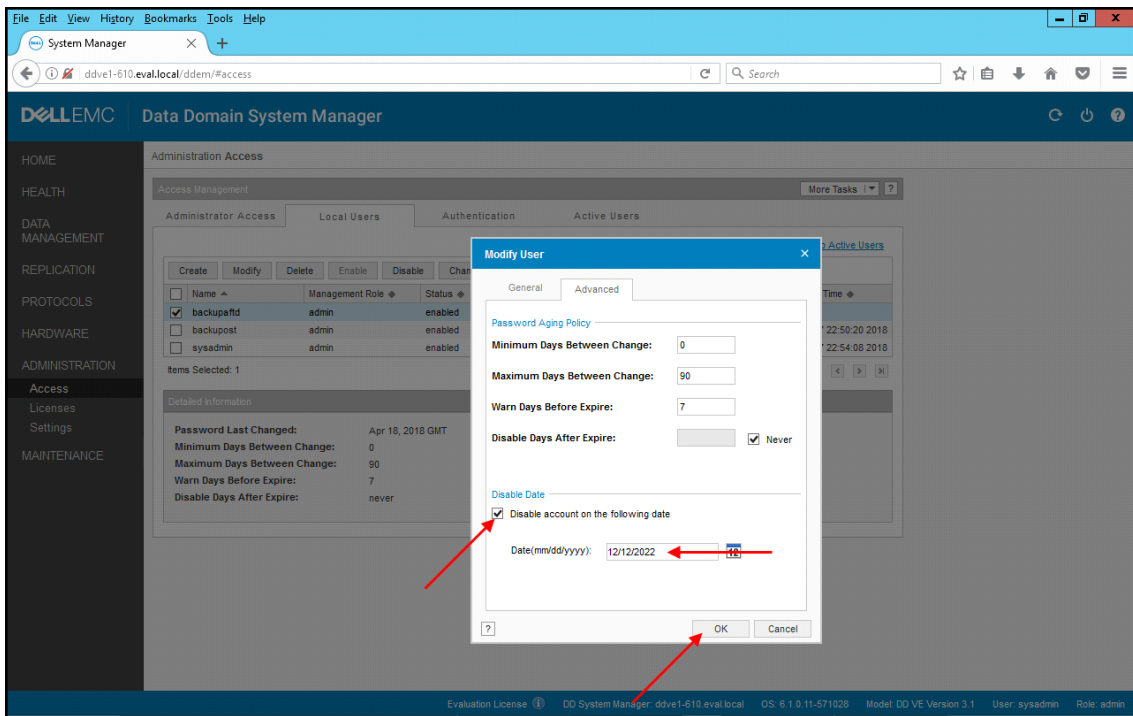 File Edit View History Bookmarks Tools Help
System Manager
ddve1-610.eval.local/ddem/#access
Search
DELLEMC Data Domain System Manager
HOME
HEALTH
DATA
MANAGEMENT
REPLICATION
PROTOCOLS
HARDWARE
ADMINISTRATION
Access
Licenses
Settings
MAINTENANCE
Administration Access
Access Management
More Tasks ?
Administrator Access Local Users Authentication Active Users
Active Users
Create Modify Delete Enable Disable Chan
Name Management Role Status Time
backupaftd admin enabled
backupost admin enabled 22:50:20 2018
sysadmin admin enabled 22:54:08 2018
Items Selected: 1
Detailed Information
Password Last Changed: Apr 18, 2018 GMT
Minimum Days Between Change: 0
Maximum Days Between Change: 90
Warn Days Before Expire: 7
Disable Days After Expire: never
Modify User
General Advanced
Password Aging Policy
Minimum Days Between Change: 0
Maximum Days Between Change: 90
Warn Days Before Expire: 7
Disable Days After Expire: Never
Disable Date
Disable account on the following date
Date(mm/dd/yyyy): 12/12/2022 12
? OK Cancel
Evaluation License DD System Manager: ddve1-610.eval.local OS: 6.1.0.11-571028 Model: DD VE Version 3.1 User: sysadmin Role: admin